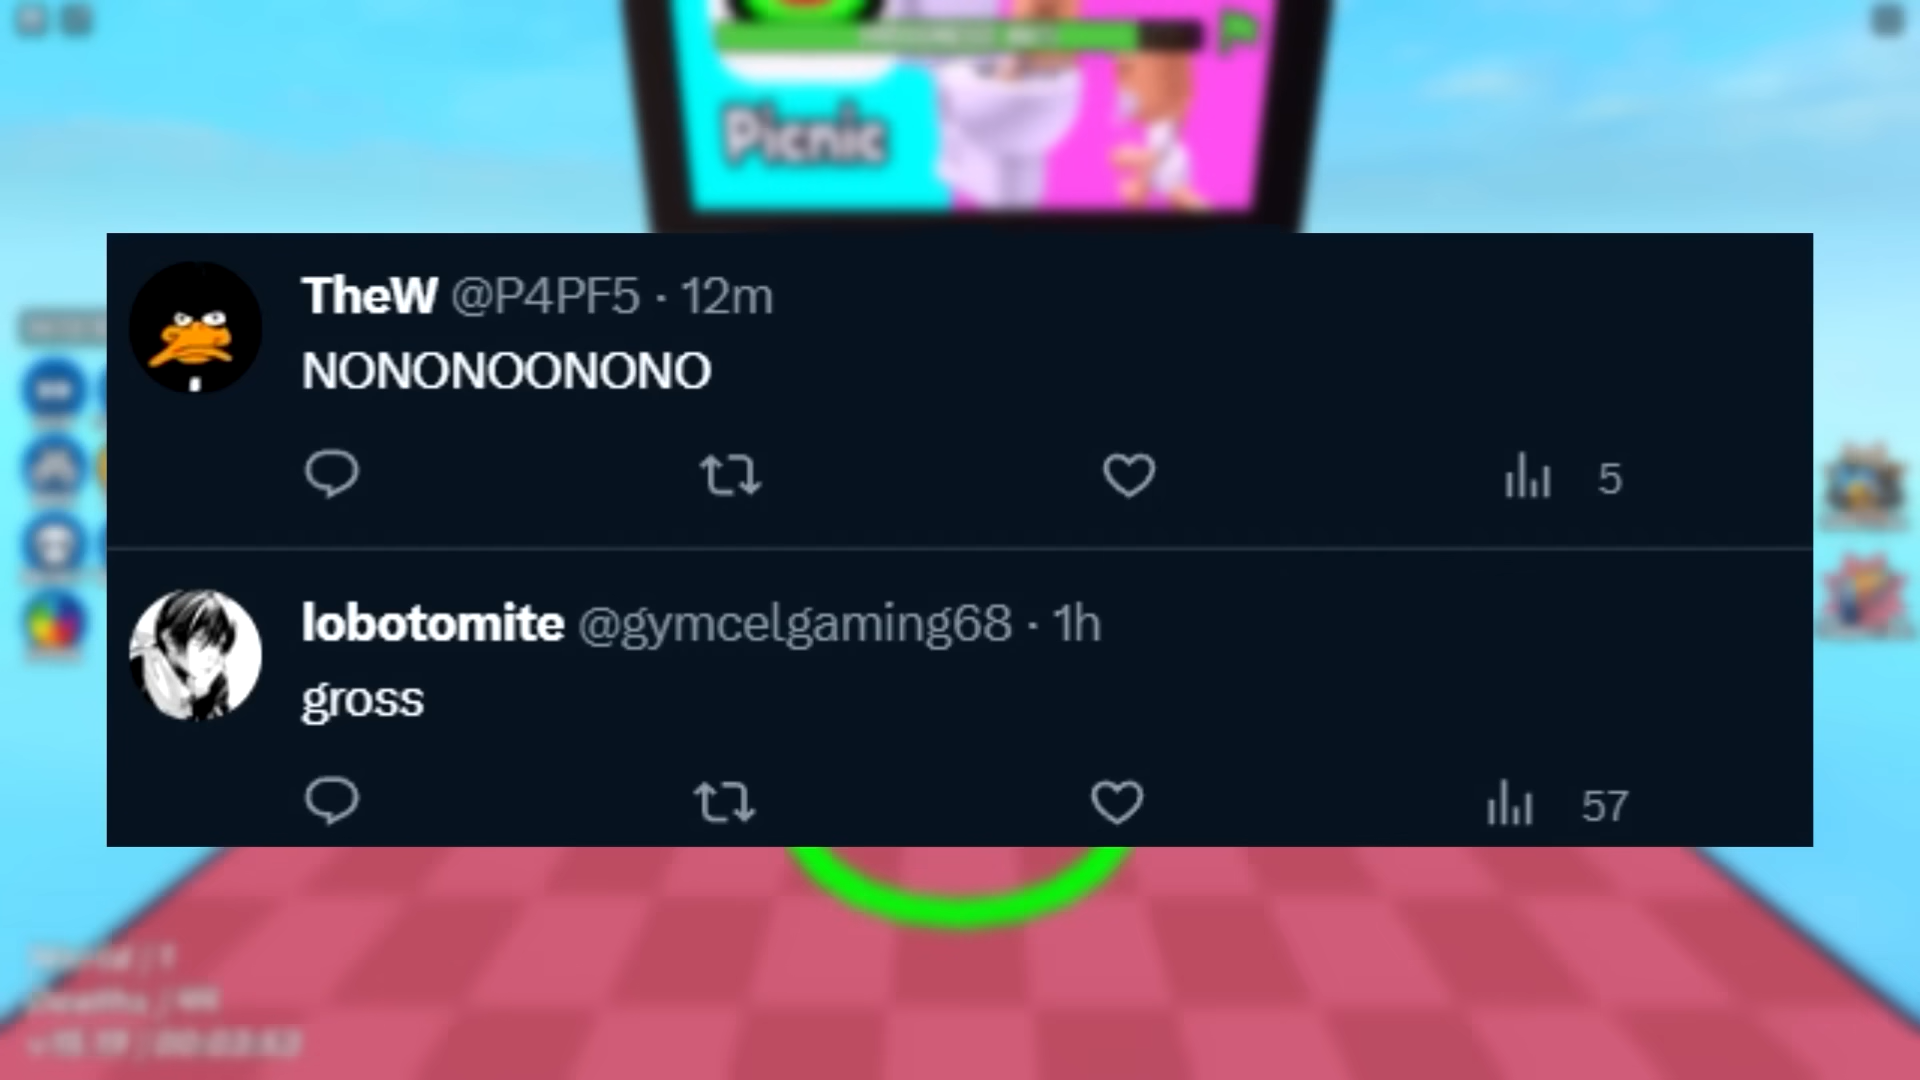 Picnic
TheW @P4PF5 · 12m
NONONOONONO
5
lobotomite @gymcelgaming68 · 1h
gross
57